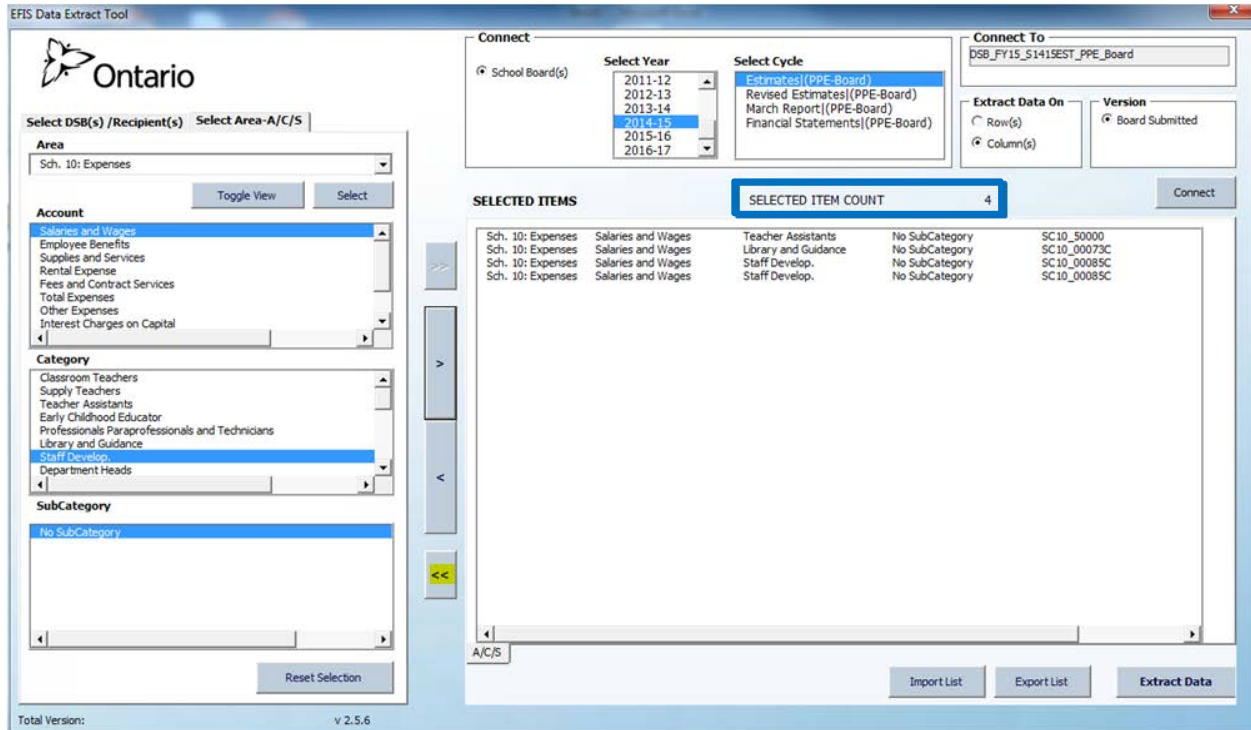 EFIS Data Extract Tool
Ontario
Select DSB(s) /Recipient(s) Select Area-A/C/S
Area
Sch. 10: Expenses
Toggle View Select
Account
Salaries and Wages
Employee Benefits
Supplies and Services
Rental Expense
Fees and Contract Services
Total Expenses
Other Expenses
Interest Charges on Capital
Category
Classroom Teachers
Supply Teachers
Teacher Assistants
Early Childhood Educator
Professionals Paraprofessionals and Technicians
Library and Guidance
Staff Develop.
Department Heads
SubCategory
No SubCategory
Reset Selection
Total Version: v 2.5.6
>>
>
<
<<
Connect
School Board(s)
Select Year
2011-12
2012-13
2013-14
2014-15
2015-16
2016-17
Select Cycle
Estimates|(PPE-Board)
Revised Estimates|(PPE-Board)
March Report|(PPE-Board)
Financial Statements|(PPE-Board)
Connect To
DSB_FY15_S1415EST_PPE_Board
Extract Data On
Row(s)
Column(s)
Version
Board Submitted
Connect
SELECTED ITEMS SELECTED ITEM COUNT 4
Sch. 10: Expenses Salaries and Wages Teacher Assistants No SubCategory SC10_50000
Sch. 10: Expenses Salaries and Wages Library and Guidance No SubCategory SC10_00073C
Sch. 10: Expenses Salaries and Wages Staff Develop. No SubCategory SC10_00085C
Sch. 10: Expenses Salaries and Wages Staff Develop. No SubCategory SC10_00085C
A/C/S
Import List Export List Extract Data